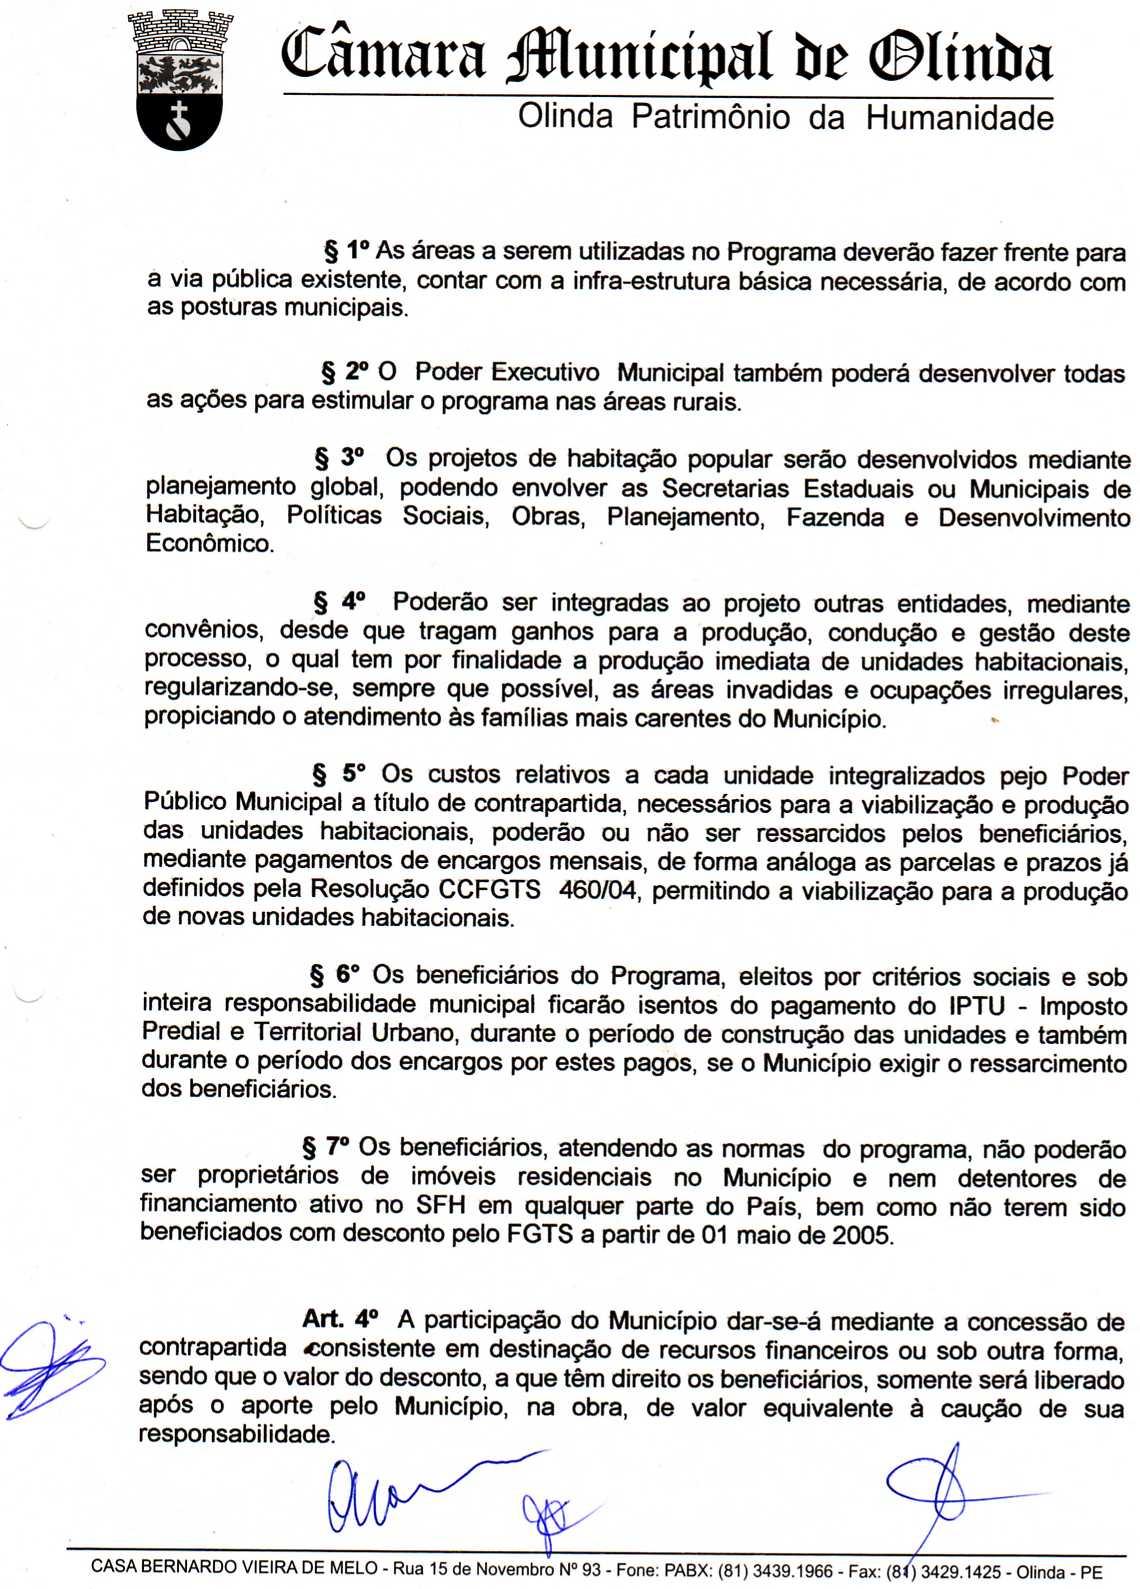 Câmara Municipal de Olinda
Olinda Patrimônio da Humanidade
§ 1º As áreas a serem utilizadas no Programa deverão fazer frente para
a via pública existente, contar com a infra-estrutura básica necessária, de acordo com
as posturas municipais.
§ 2º O Poder Executivo Municipal também poderá desenvolver todas
as ações para estimular o programa nas áreas rurais.
§ 3º Os projetos de habitação popular serão desenvolvidos mediante
planejamento global, podendo envolver as Secretarias Estaduais ou Municipais de
Habitação, Políticas Sociais, Obras, Planejamento, Fazenda e Desenvolvimento
Econômico.
§ 4º Poderão ser integradas ao projeto outras entidades, mediante
convênios, desde que tragam ganhos para a produção, condução e gestão deste
processo, o qual tem por finalidade a produção imediata de unidades habitacionais,
regularizando-se, sempre que possível, as áreas invadidas e ocupações irregulares,
propiciando o atendimento às famílias mais carentes do Município.
§ 5° Os custos relativos a cada unidade integralizados pejo Poder
Público Municipal a título de contrapartida, necessários para a viabilização e produção
das unidades habitacionais, poderão ou não ser ressarcidos pelos beneficiários,
mediante pagamentos de encargos mensais, de forma análoga as parcelas e prazos já
definidos pela Resolução CCFGTS 460/04, permitindo a viabilização para a produção
de novas unidades habitacionais.
§ 6° Os beneficiários do Programa, eleitos por critérios sociais e sob
inteira responsabilidade municipal ficarão isentos do pagamento do IPTU - Imposto
Predial e Territorial Urbano, durante o período de construção das unidades e também
durante o período dos encargos por estes pagos, se o Município exigir o ressarcimento
dos beneficiários.
§ 7º Os beneficiários, atendendo as normas do programa, não poderão
ser proprietários de imóveis residenciais no Município e nem detentores de
financiamento ativo no SFH em qualquer parte do País, bem como não terem sido
beneficiados com desconto pelo FGTS a partir de 01 maio de 2005.
Art. 4º A participação do Município dar-se-á mediante a concessão de
contrapartida consistente em destinação de recursos financeiros ou sob outra forma,
sendo que o valor do desconto, a que têm direito os beneficiários, somente será liberado
após o aporte pelo Município, na obra, de valor equivalente à caução de sua
responsabilidade.
CASA BERNARDO VIEIRA DE MELO - Rua 15 de Novembro Nº 93 - Fone: PABX: (81) 3439.1966 - Fax: (81) 3429.1425 - Olinda - PE